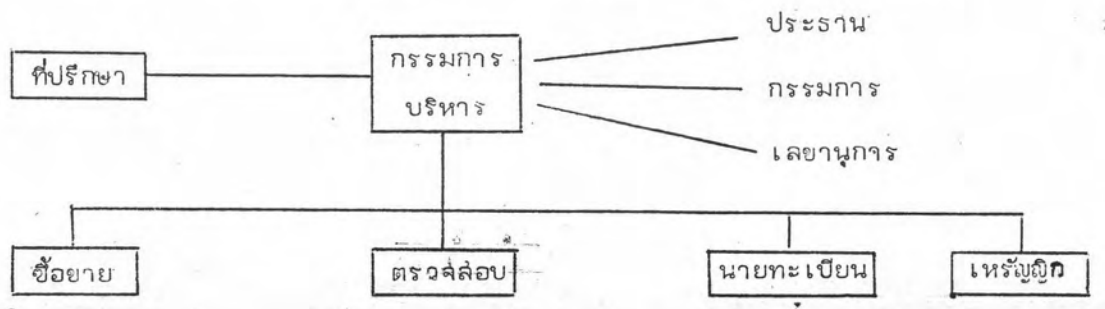 ประธาน
ที่ปรึกษา
กรรมการ
บริหาร
กรรมการ
เลขานุการ
ซื้อขาย
ตรวจสอบ
นายทะเบียน
เหรัญญิก